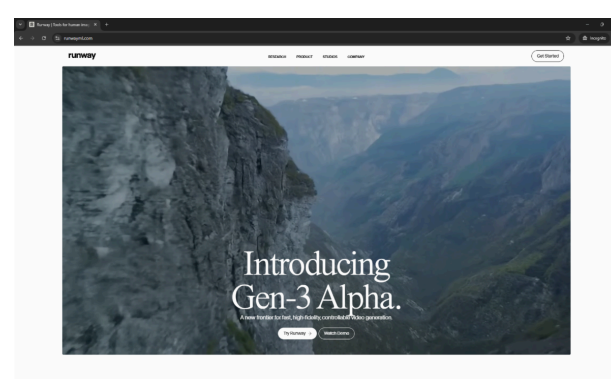 Runway | Tools for human imag
runwayml.com
Incognito
runway
RESEARCH PRODUCT STUDIOS COMPANY
Get Started
Introducing
Gen-3 Alpha.
A new frontier for fast, high-fidelity, controllable video generation.
Try Runway
Watch Demo